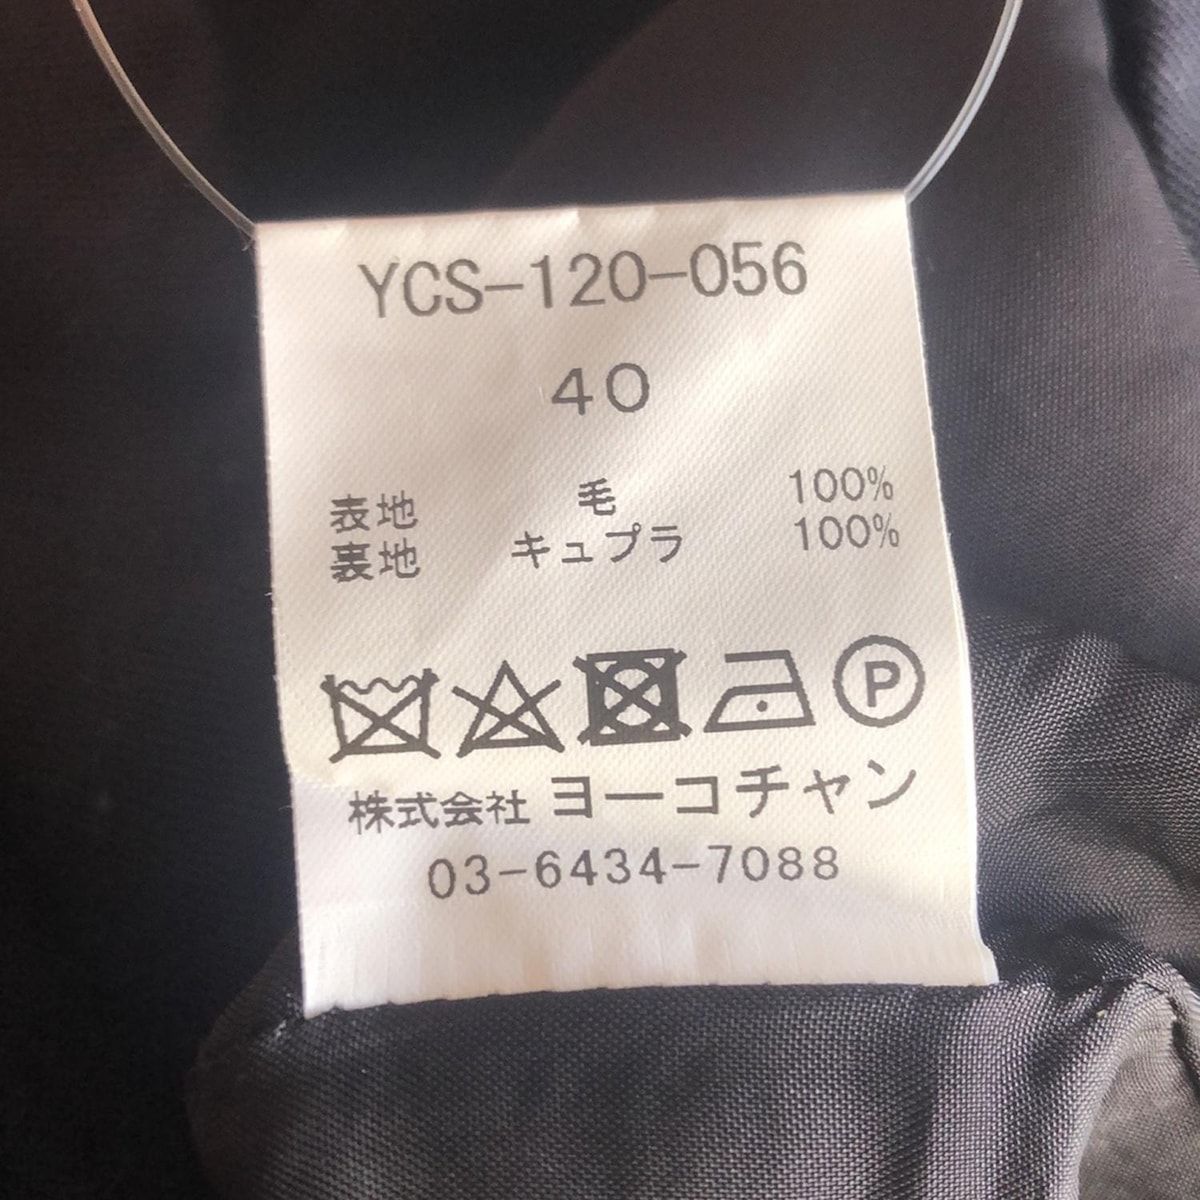 YCS-120-056
40
表地 毛 100%
裏地 キュプラ 100%
P
株式会社 ヨーコチャン
03-6434-7088